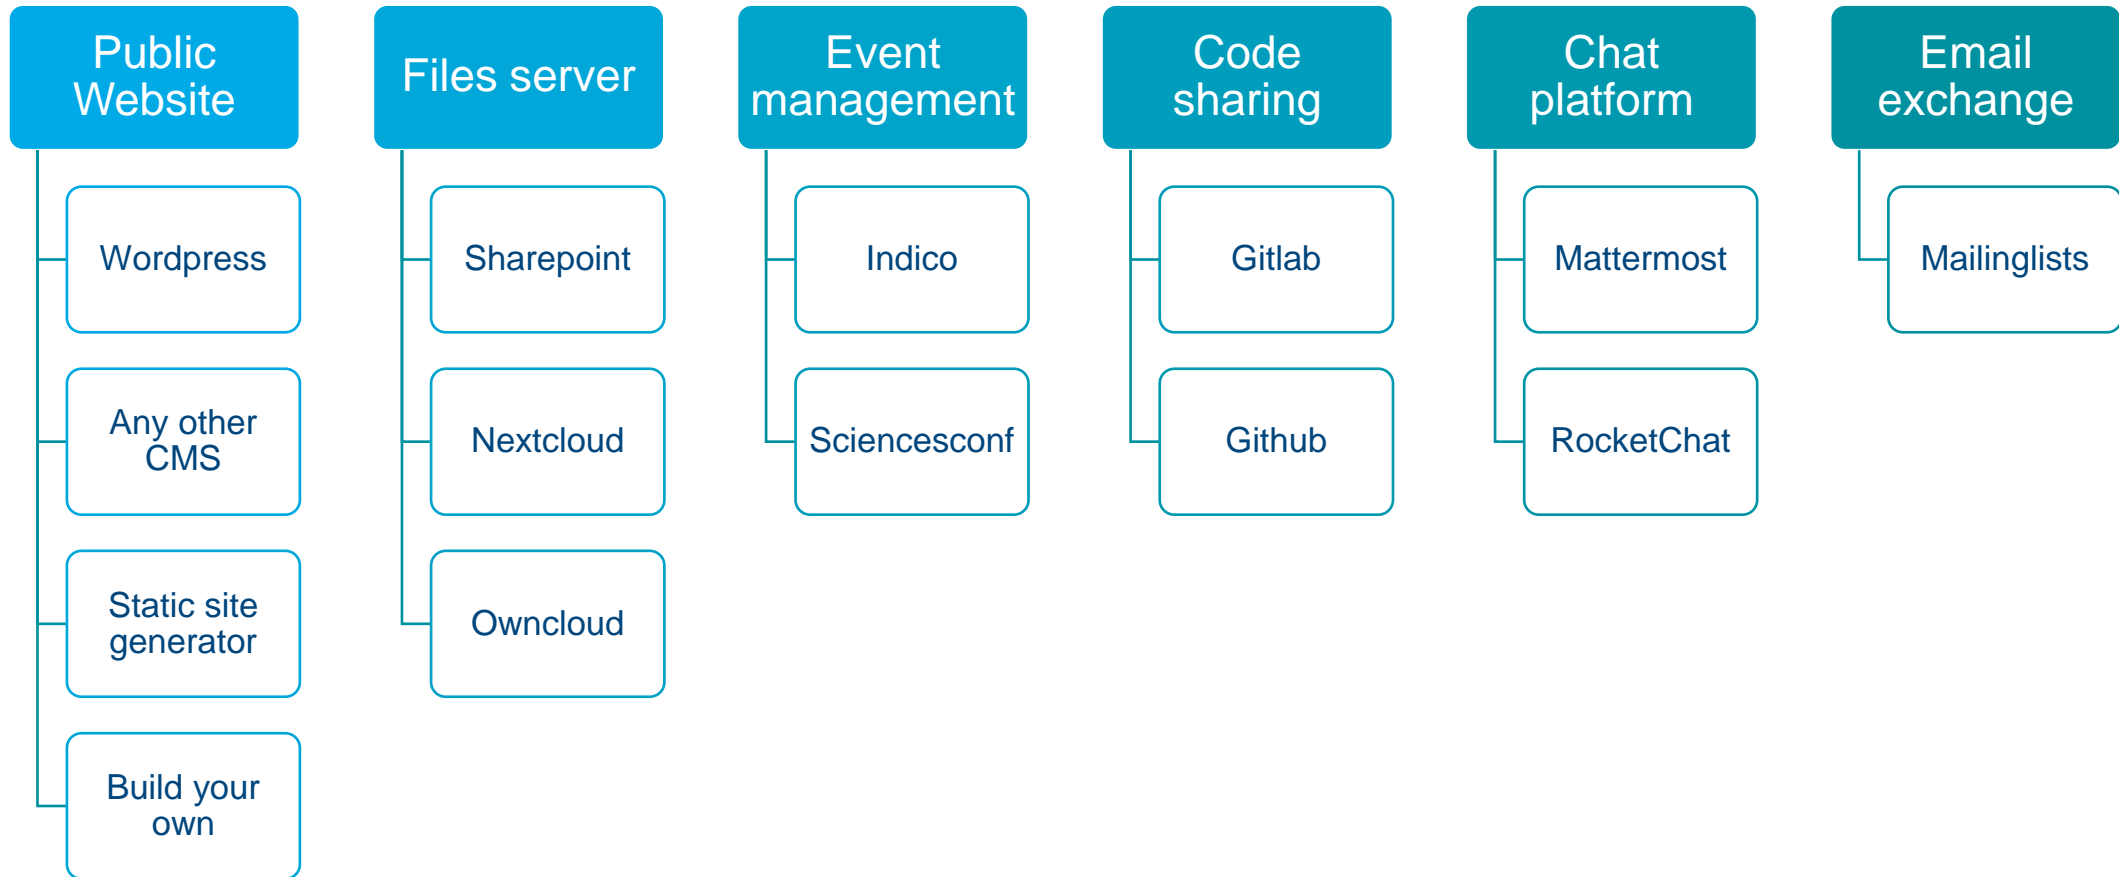 Public
Website
Wordpress
Any other
CMS
Static site
generator
Build your
own
Files server
Sharepoint
Nextcloud
Owncloud
Event
management
Indico
Sciencesconf
Code
sharing
Gitlab
Github
Chat
platform
Mattermost
RocketChat
Email
exchange
Mailinglists